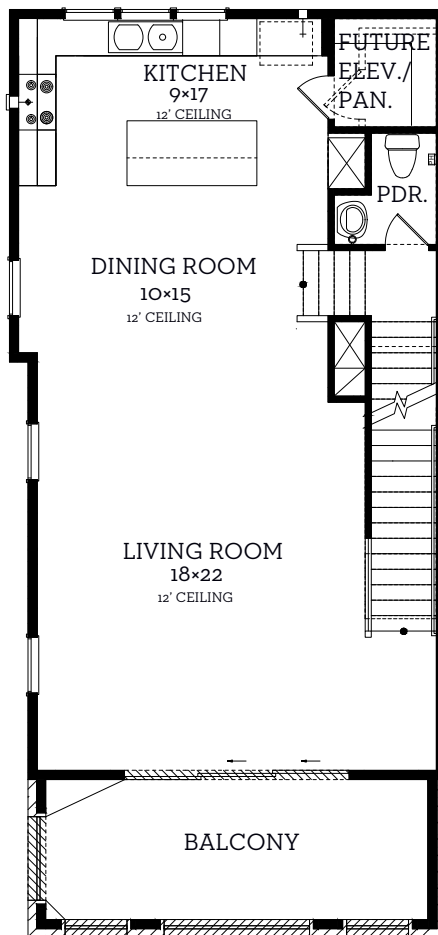 KITCHEN
9×17
12' CEILING
FUTURE
ELEV./
PAN.
PDR.
DINING ROOM
10×15
12' CEILING
LIVING ROOM
18×22
12' CEILING
BALCONY